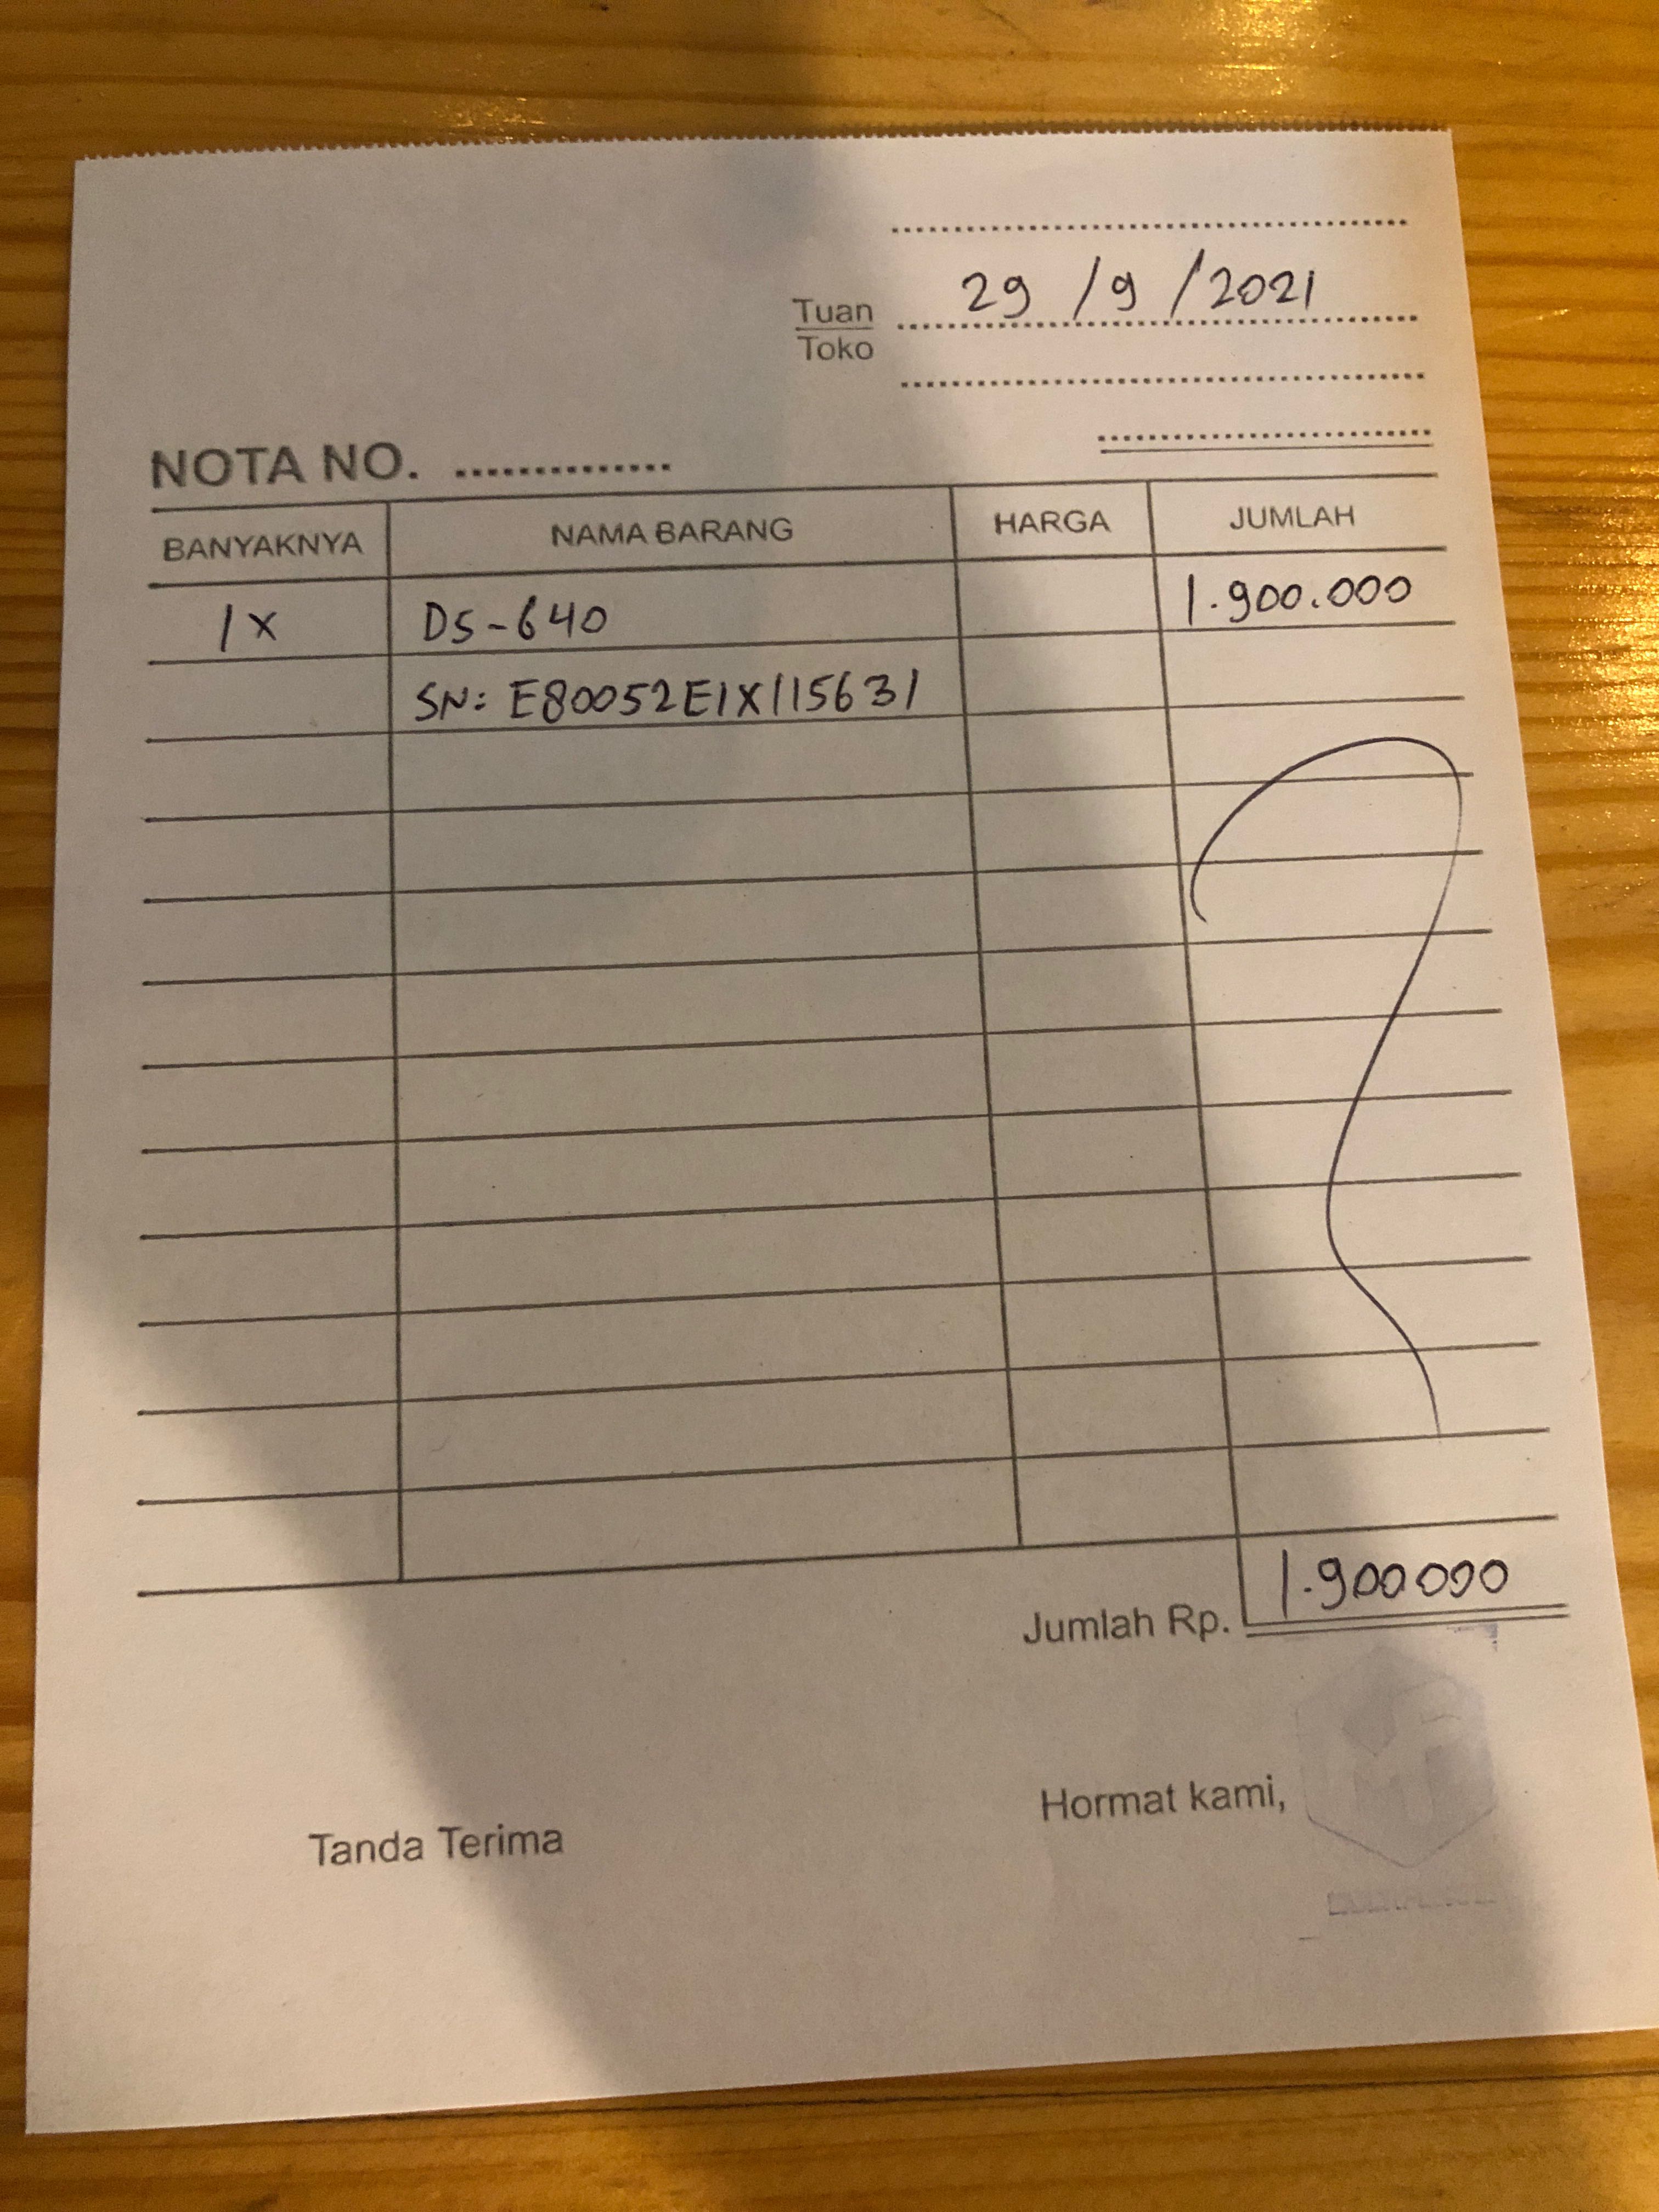 29/9/2021
Tuan
Toko
NOTA NO. ..............
BANYAKNYA NAMA BARANG HARGA JUMLAH
1x DS-640 1.900.000
SN: E80052E1X115631
Jumlah Rp. 1.900000
Tanda Terima Hormat kami,